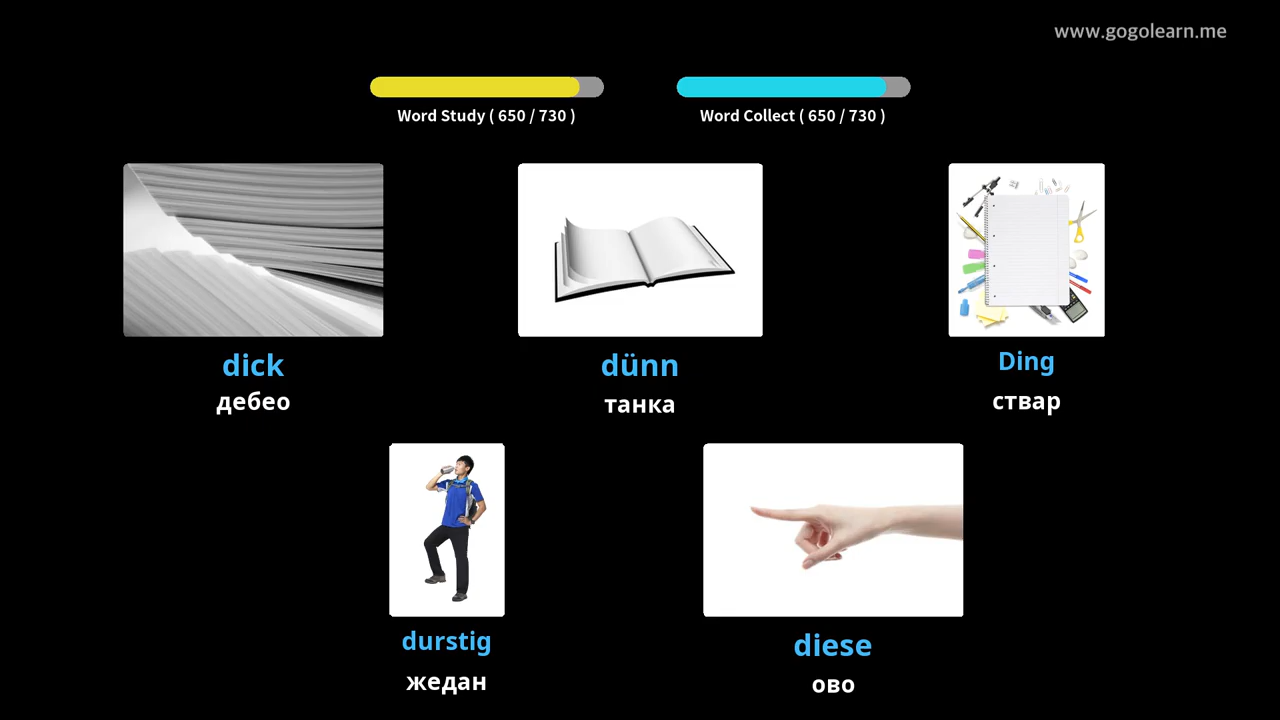 www.gogolearn.me
Word Study ( 650 / 730 )
Word Collect ( 650 / 730 )
dick
дебео
dünn
танка
Ding
ствар
durstig
жедан
diese
ово